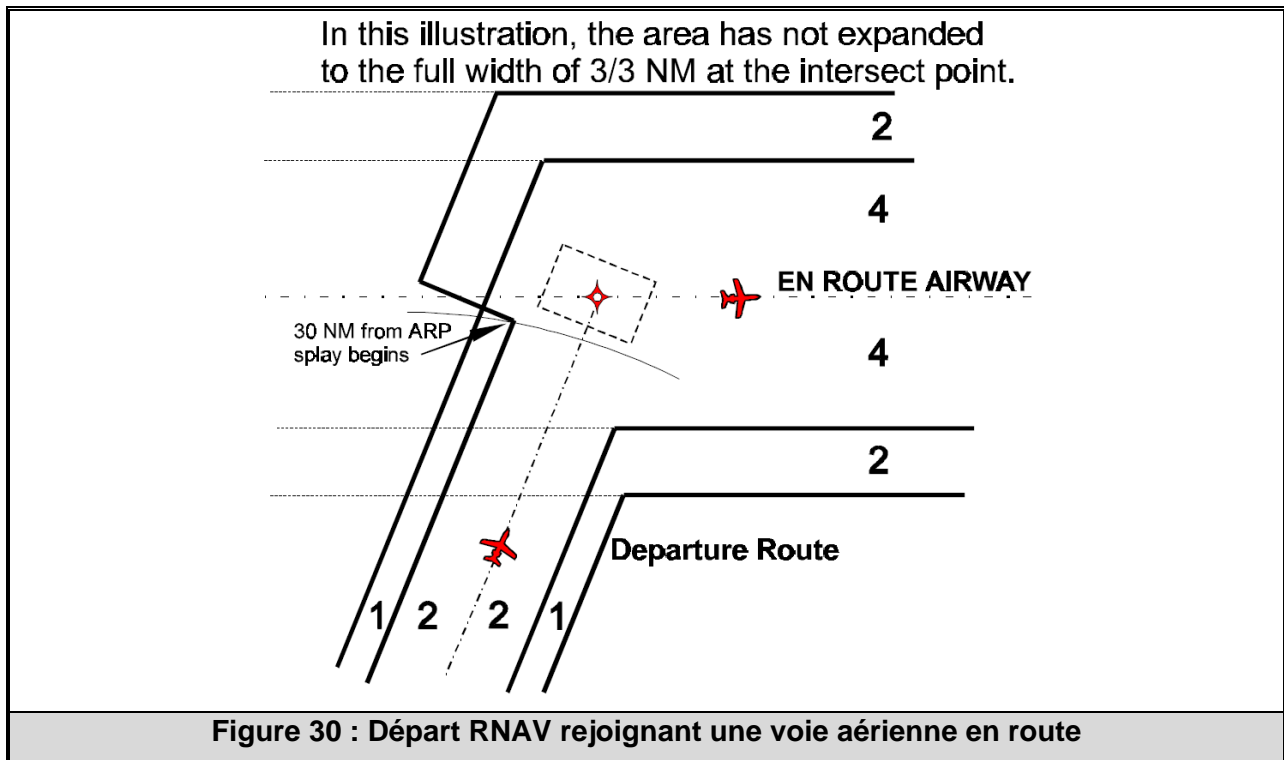 In this illustration, the area has not expanded
to the full width of 3/3 NM at the intersect point.
2
4
EN ROUTE AIRWAY
30 NM from ARP
splay begins
4
2
Departure Route
1 2 2 1
Figure 30 : Départ RNAV rejoignant une voie aérienne en route